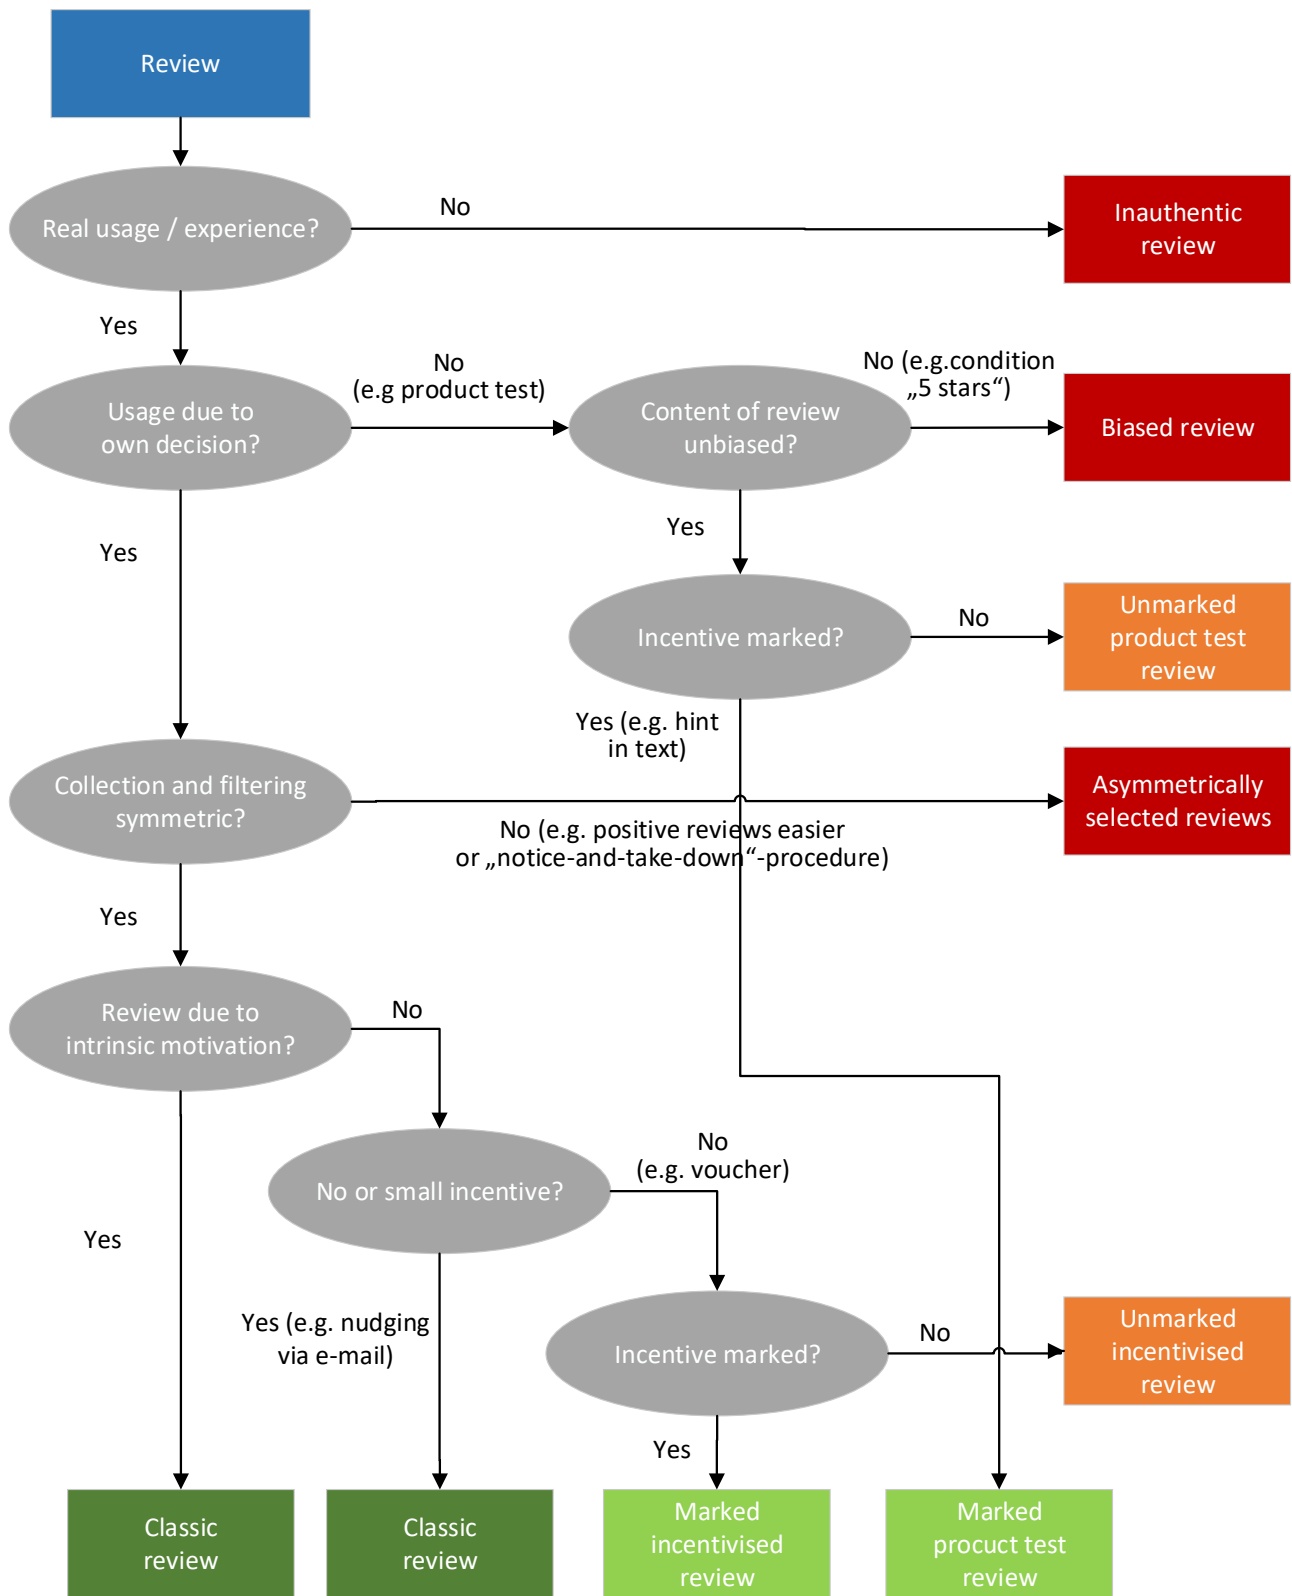 Review
Real usage / experience?
No
Inauthentic
review
Yes
Usage due to
own decision?
No
(e.g product test)
Content of review
unbiased?
No (e.g.condition
„5 stars“)
Biased review
Yes
Yes
Incentive marked?
No
Unmarked
product test
review
Yes (e.g. hint
in text)
Collection and filtering
symmetric?
No (e.g. positive reviews easier
or „notice-and-take-down“-procedure)
Asymmetrically
selected reviews
Yes
Review due to
intrinsic motivation?
No
No or small incentive?
No
(e.g. voucher)
Yes
Yes (e.g. nudging
via e-mail)
Incentive marked?
No
Unmarked
incentivised
review
Yes
Classic
review
Classic
review
Marked
incentivised
review
Marked
procuct test
review